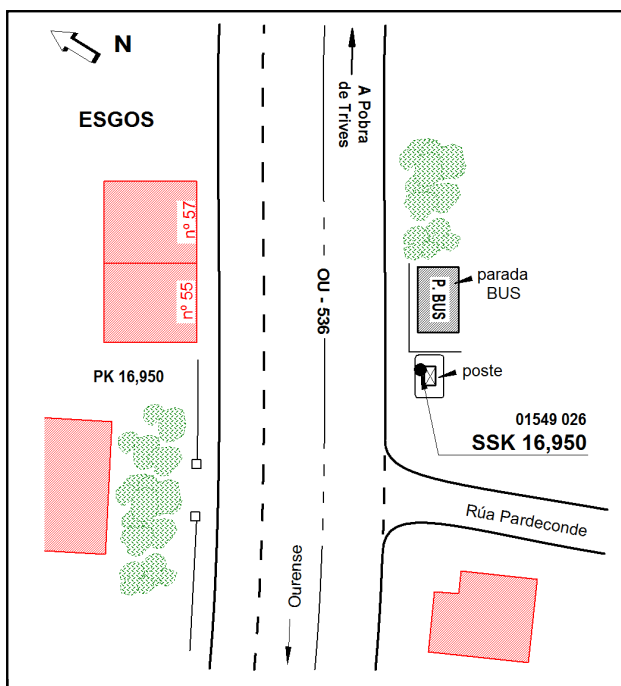 N
ESGOS
A Pobra
de Trives
nº 57
nº 55
OU - 536
P. BUS
parada
BUS
PK 16,950
poste
01549 026
SSK 16,950
Rúa Pardeconde
Ourense